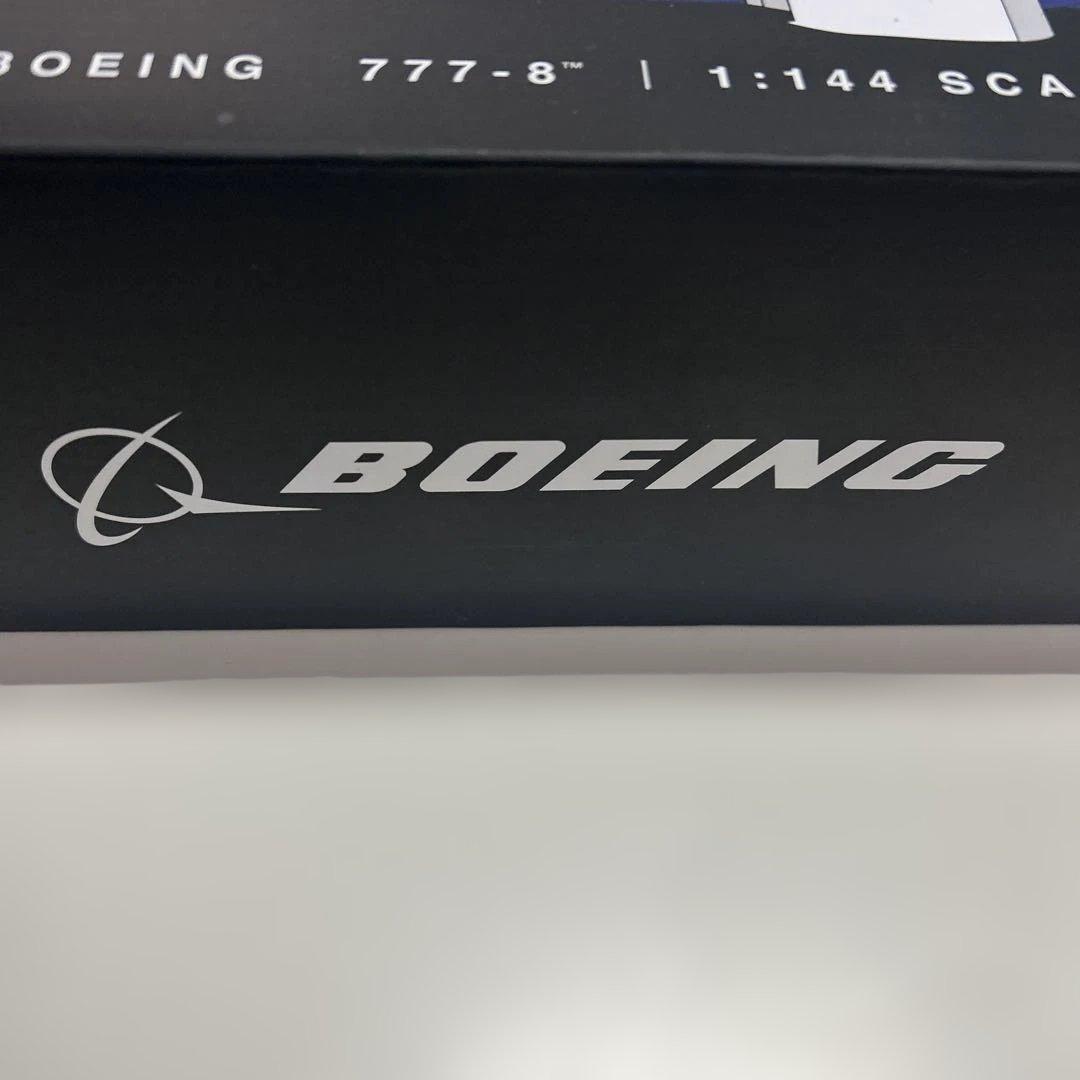 BOEING 777-8™ | 1:144 SCA
BOEING